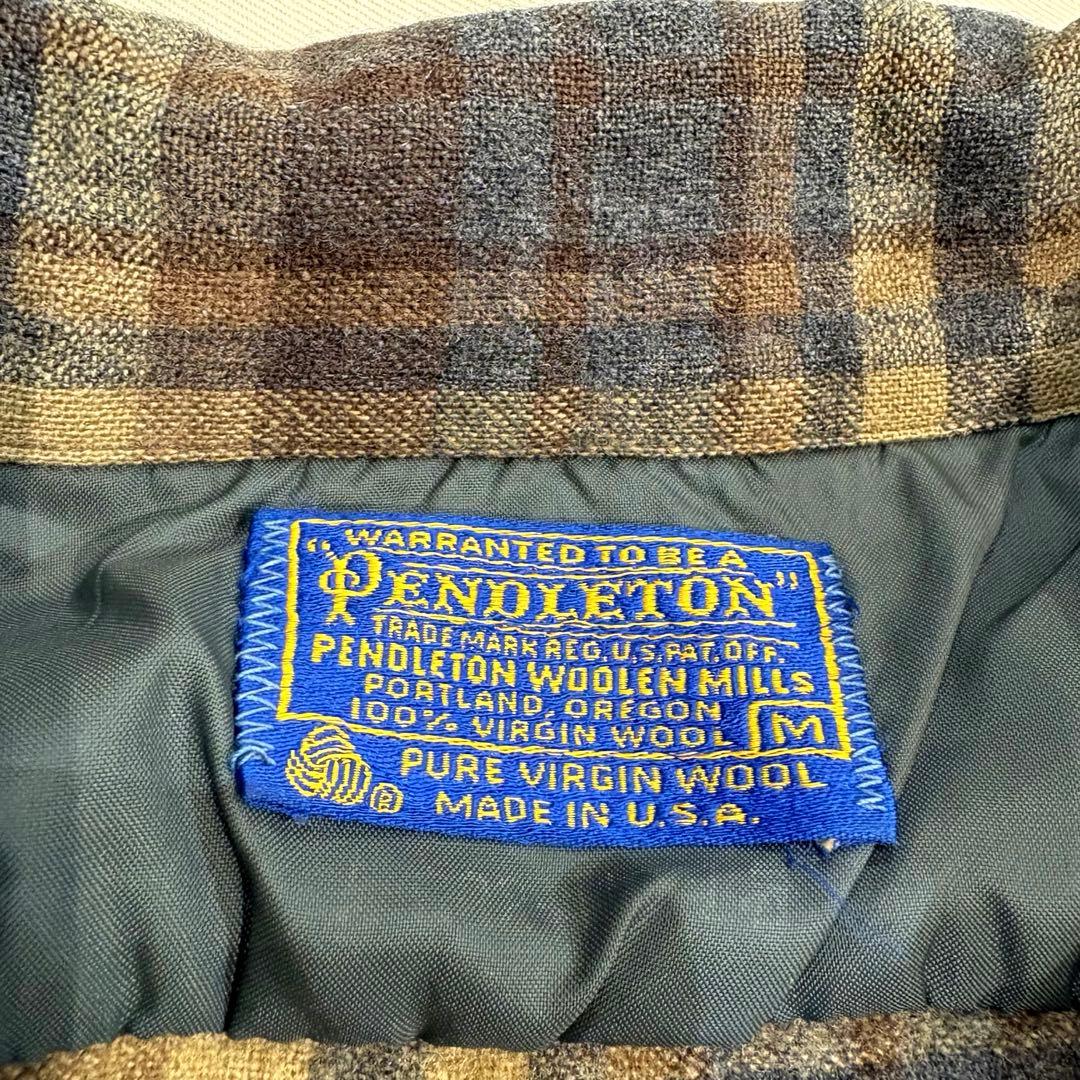 WARRANTED TO BE A
"PENDLETON"
TRADE MARK REG. U.S. PAT. OFF.
PENDLETON WOOLEN MILLS
PORTLAND, OREGON
100% VIRGIN WOOL M
PURE VIRGIN WOOL
® MADE IN U.S.A.